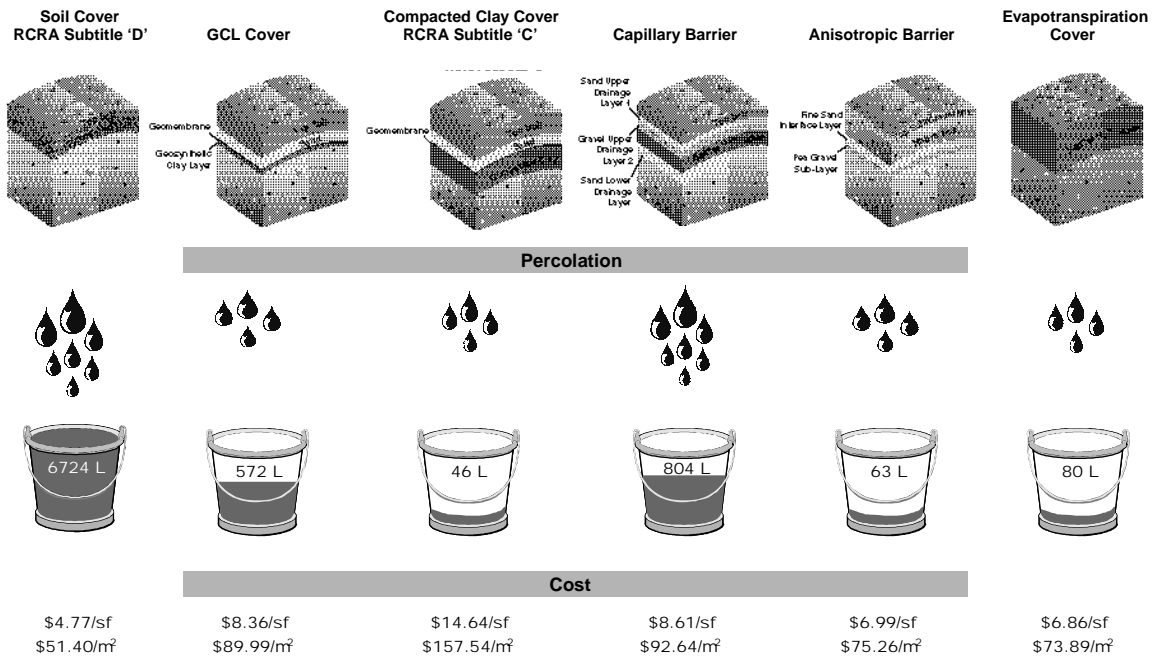 Soil Cover
RCRA Subtitle ‘D’
GCL Cover
Compacted Clay Cover
RCRA Subtitle ‘C’
Capillary Barrier
Anisotropic Barrier
Evapotranspiration
Cover
Geomembrane
Geosynthetic
Clay Layer
Geomembrane
Sand Upper
Drainage
Layer 1
Gravel Upper
Drainage
Layer 2
Sand Lower
Drainage
Layer
Fine Sand
Interface Layer
Pea Gravel
Sub-Layer
Percolation
6724 L
572 L
46 L
804 L
63 L
80 L
Cost
$4.77/sf
$51.40/m²
$8.36/sf
$89.99/m²
$14.64/sf
$157.54/m²
$8.61/sf
$92.64/m²
$6.99/sf
$75.26/m²
$6.86/sf
$73.89/m²